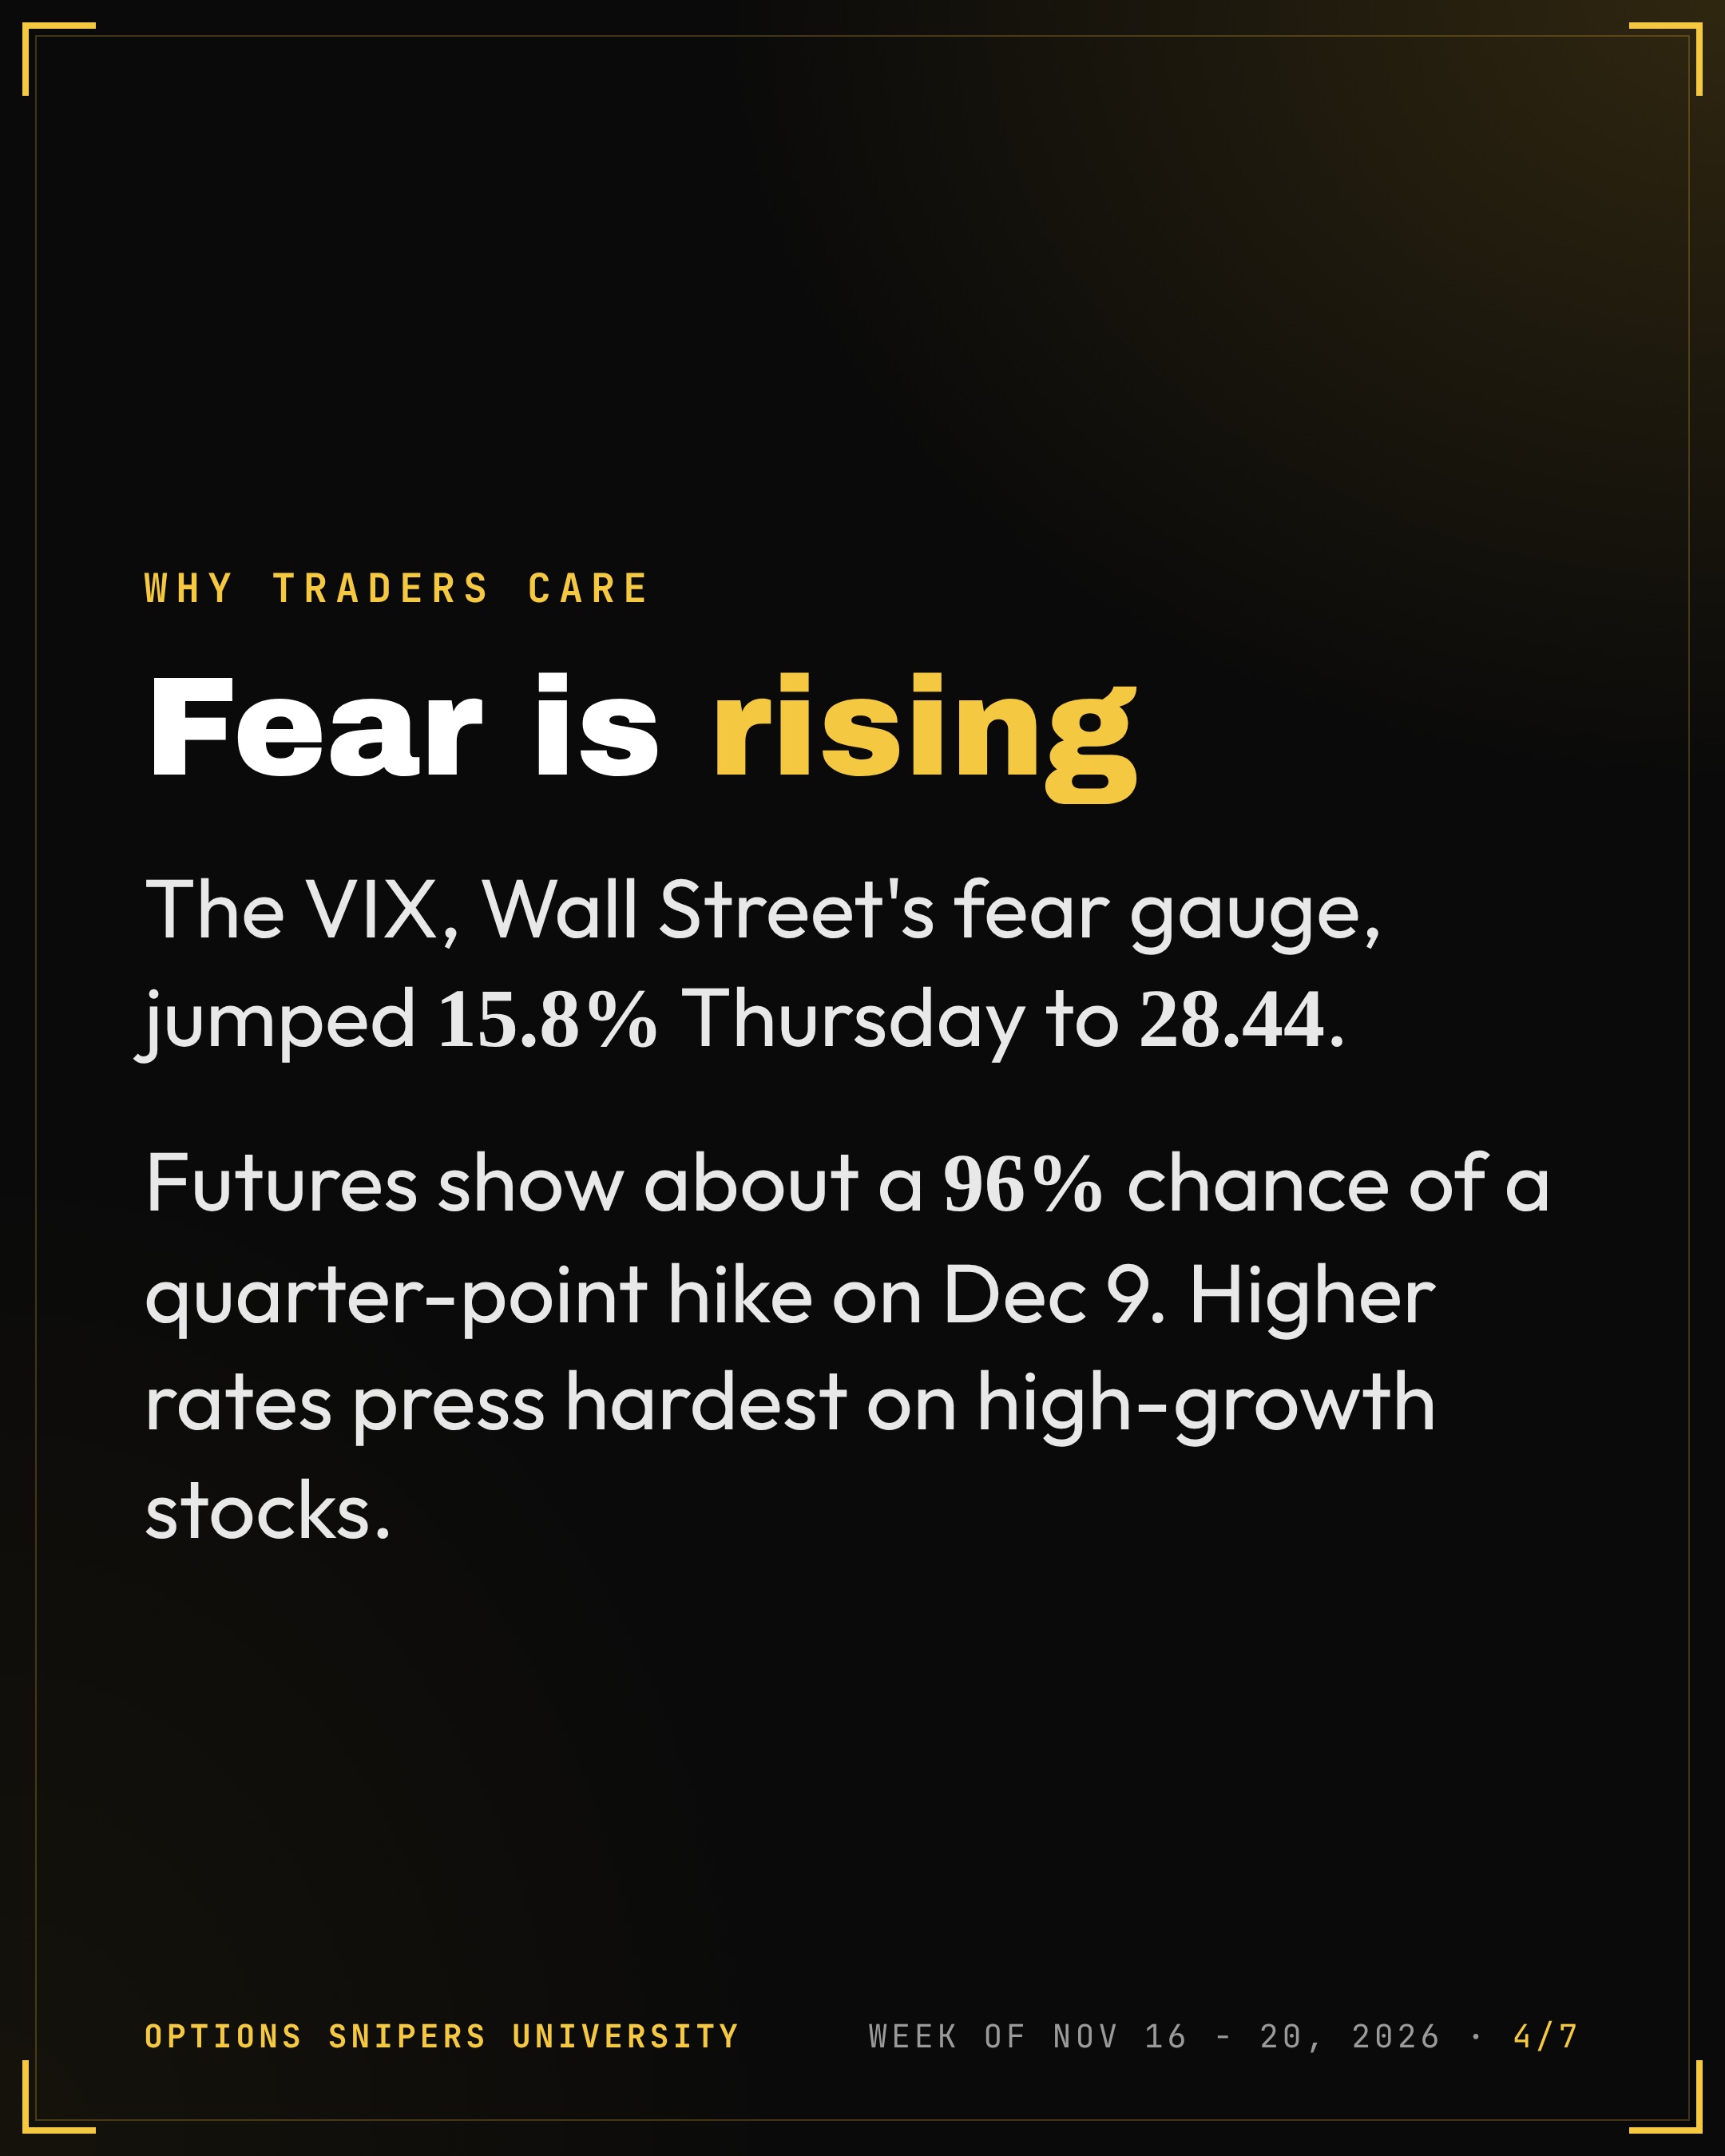 WHY TRADERS CARE
Fear is rising
The VIX, Wall Street's fear gauge,
jumped 15.8% Thursday to 28.44.
Futures show about a 96% chance of a
quarter-point hike on Dec 9. Higher
rates press hardest on high-growth
stocks.
OPTIONS SNIPERS UNIVERSITY
WEEK OF NOV 16 - 20, 2026 · 4/7